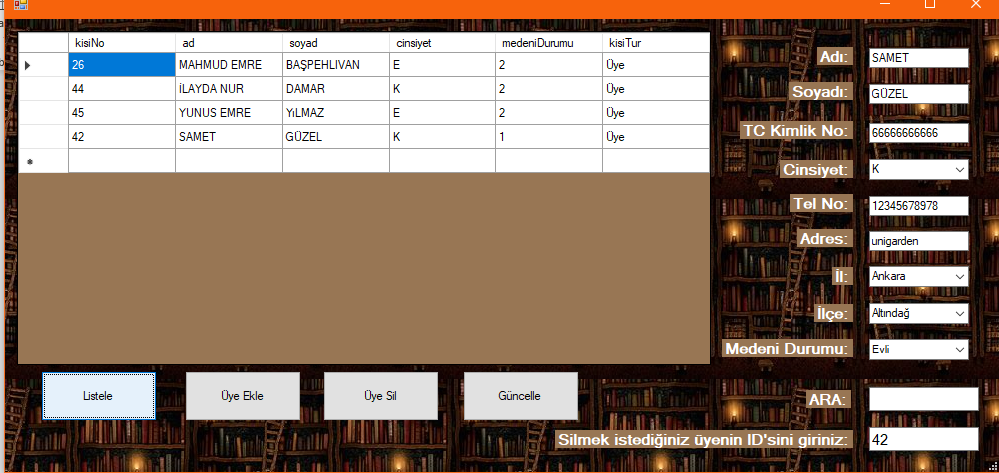 kisiNo ad soyad cinsiyet medeniDurumu kisiTur
26 MAHMUD EMRE BAŞPEHLIVAN E 2 Üye
44 İLAYDA NUR DAMAR K 2 Üye
45 YUNUS EMRE YıLMAZ E 2 Üye
42 SAMET GÜZEL K 1 Üye
Adı: SAMET
Soyadı: GÜZEL
TC Kimlik No: 66666666666
Cinsiyet: K
Tel No: 12345678978
Adres: unigarden
İl: Ankara
İlçe: Altındağ
Medeni Durumu: Evli
Listele Üye Ekle Üye Sil Güncelle
ARA:
Silmek istediğiniz üyenin ID'sini giriniz: 42